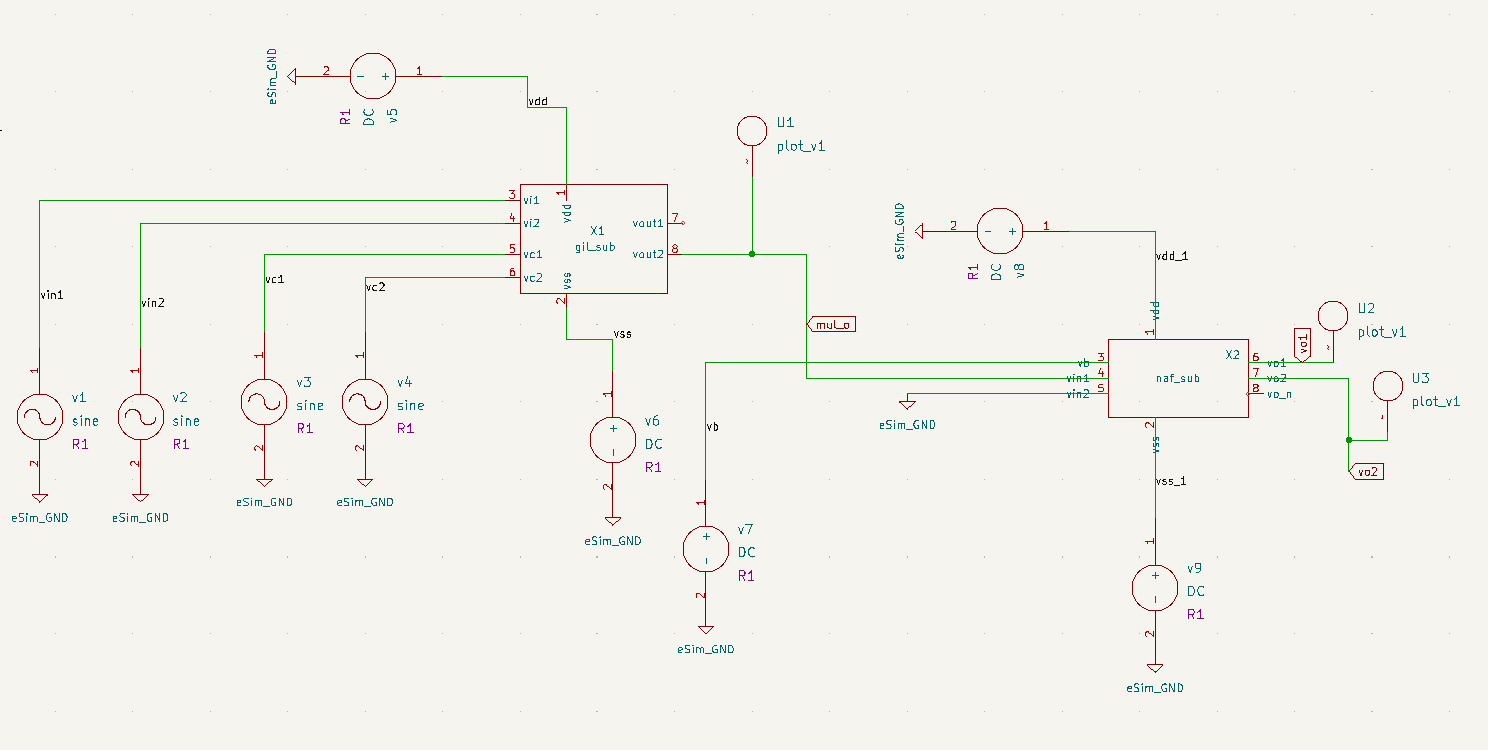 eSim_GND
2
1
- +
R1
DC
v5
vdd
U1
plot_v1
~
3
vi1
4
vi2
5
vc1
6
vc2
1
vdd
X1
gil_sub
vout1
7
vout2
8
vss
2
eSim_GND
2
1
- +
R1
DC
v8
vdd_1
vin1
vin2
vc1
vc2
vss
mul_o
vdd
1
X2
naf_sub
vb
3
vin1
4
vin2
5
6
vo1
7
vo2
8
vo_n
vo1
U2
plot_v1
~
U3
plot_v1
~
vo2
eSim_GND
2
vss
vss_1
1
v1
sine
R1
2
eSim_GND
1
v2
sine
R1
2
eSim_GND
1
v3
sine
R1
2
eSim_GND
1
v4
sine
R1
2
eSim_GND
1
+
-
v6
DC
R1
2
eSim_GND
vb
1
+
-
v7
DC
R1
2
eSim_GND
1
+
-
v9
DC
R1
2
eSim_GND